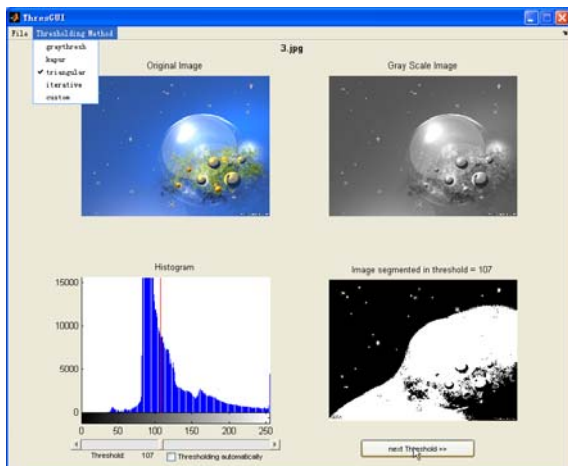 ThresGUI
File Thresholding Method
graythresh
kapur
triangular
iterative
custom
3.jpg
Original Image
Gray Scale Image
Histogram
15000
10000
5000
0
0 50 100 150 200 250
Threshold: 107
Thresholding automatically
Image segmented in threshold = 107
next Threshold >>